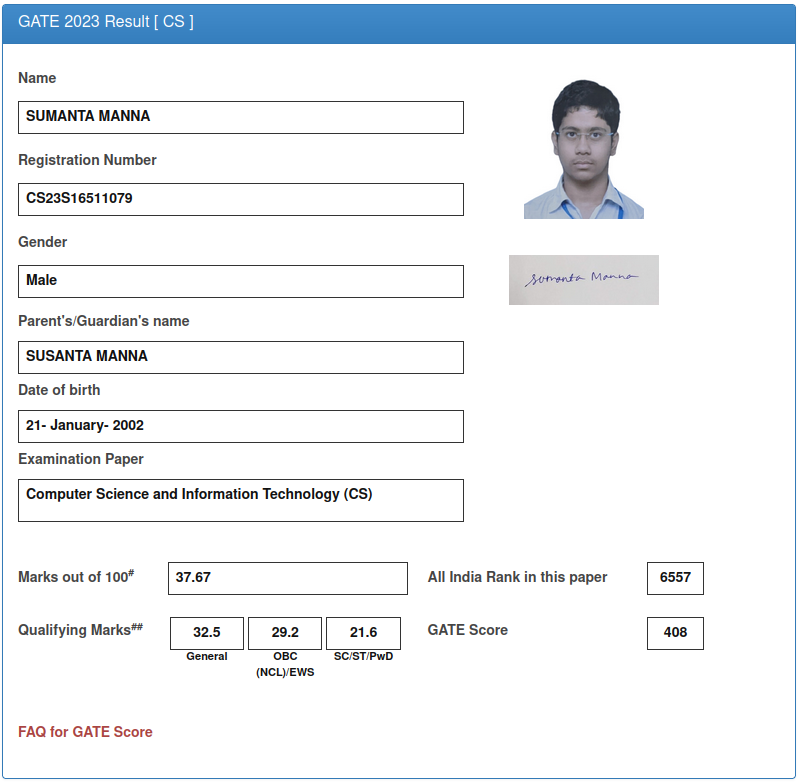 GATE 2023 Result [ CS ]
Name
SUMANTA MANNA
Registration Number
CS23S16511079
Gender
Male
Sumanta Manna
Parent's/Guardian's name
SUSANTA MANNA
Date of birth
21- January- 2002
Examination Paper
Computer Science and Information Technology (CS)
Marks out of 100# 37.67 All India Rank in this paper 6557
Qualifying Marks## 32.5 29.2 21.6 GATE Score 408
General OBC SC/ST/PwD
(NCL)/EWS
FAQ for GATE Score